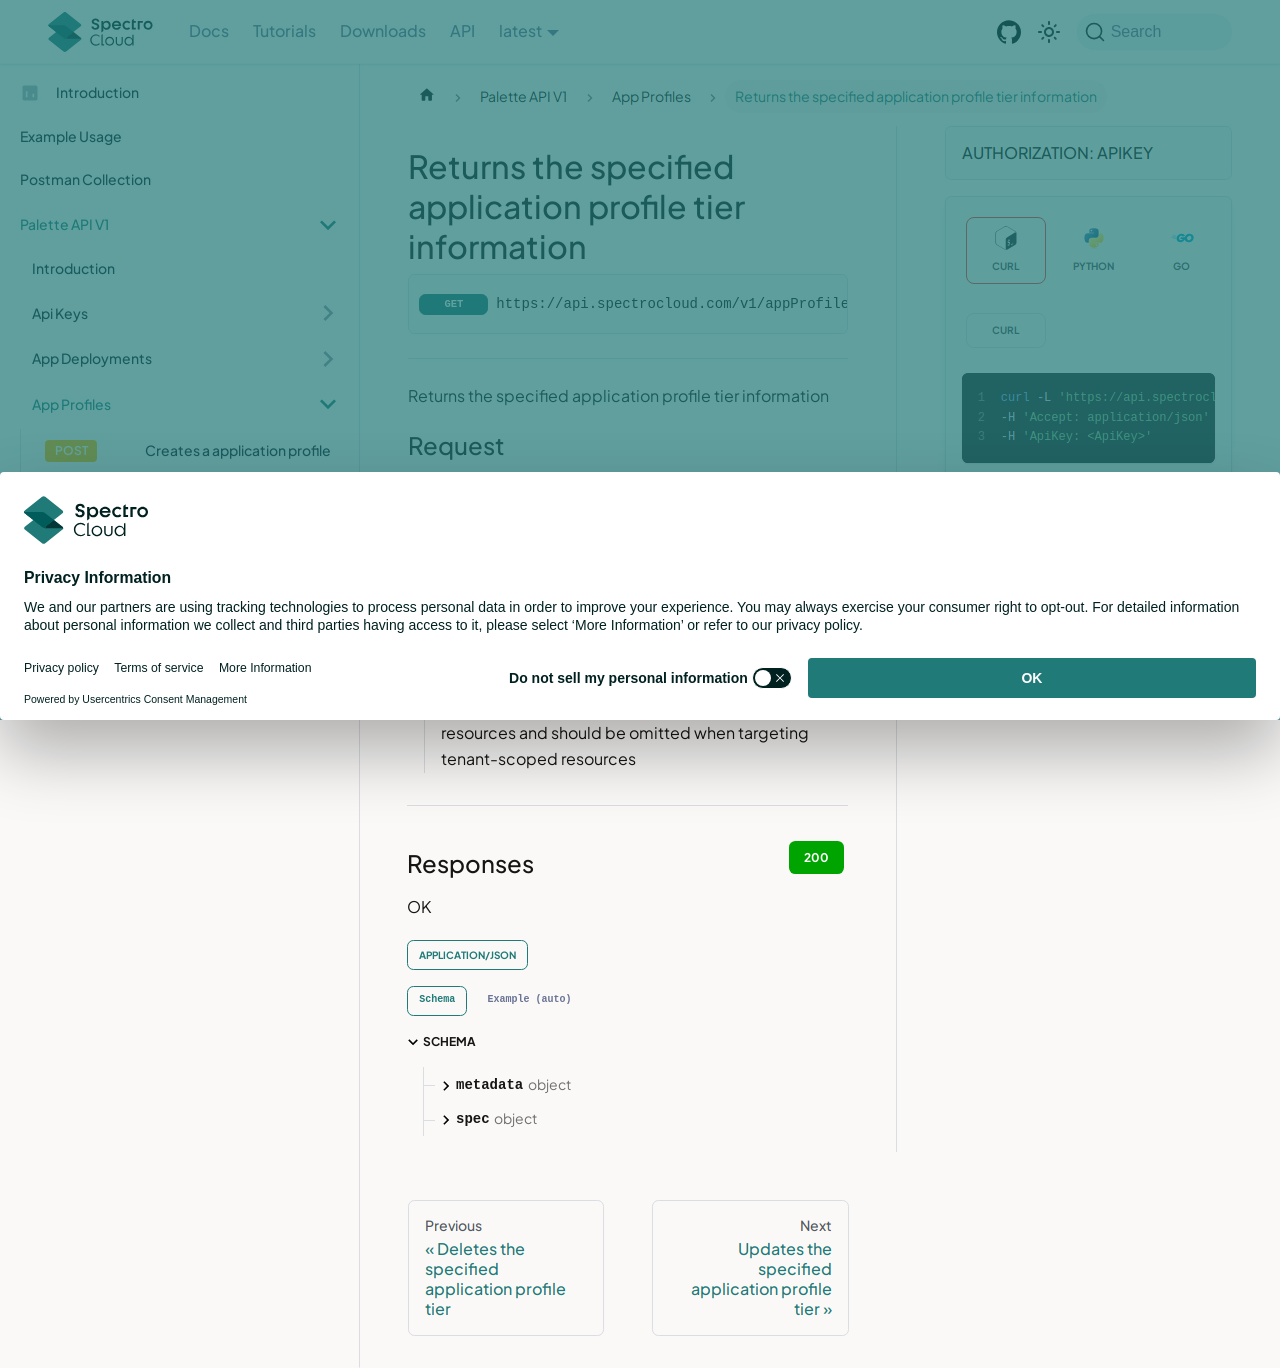 Spectro Cloud
Docs
Tutorials
Downloads
API
latest
Search
Introduction
Example Usage
Postman Collection
Palette API V1
Introduction
Api Keys
App Deployments
App Profiles
POST Creates a application profile
Palette API V1
App Profiles
Returns the specified application profile tier information
Returns the specified
application profile tier
information
GET https://api.spectrocloud.com/v1/appProfile
Returns the specified application profile tier information
Request
AUTHORIZATION: APIKEY
CURL
PYTHON
GO
CURL
1 curl -L 'https://api.spectrocl
2 -H 'Accept: application/json'
3 -H 'ApiKey: <ApiKey>'
Spectro
Cloud
Privacy Information
We and our partners are using tracking technologies to process personal data in order to improve your experience. You may always exercise your consumer right to opt-out. For detailed information
about personal information we collect and third parties having access to it, please select ‘More Information’ or refer to our privacy policy.
Privacy policy
Terms of service
More Information
Powered by Usercentrics Consent Management
Do not sell my personal information
OK
resources and should be omitted when targeting
tenant-scoped resources
Responses
200
OK
APPLICATION/JSON
Schema
Example (auto)
SCHEMA
metadata object
spec object
Previous
« Deletes the
specified
application profile
tier
Next
Updates the
specified
application profile
tier »